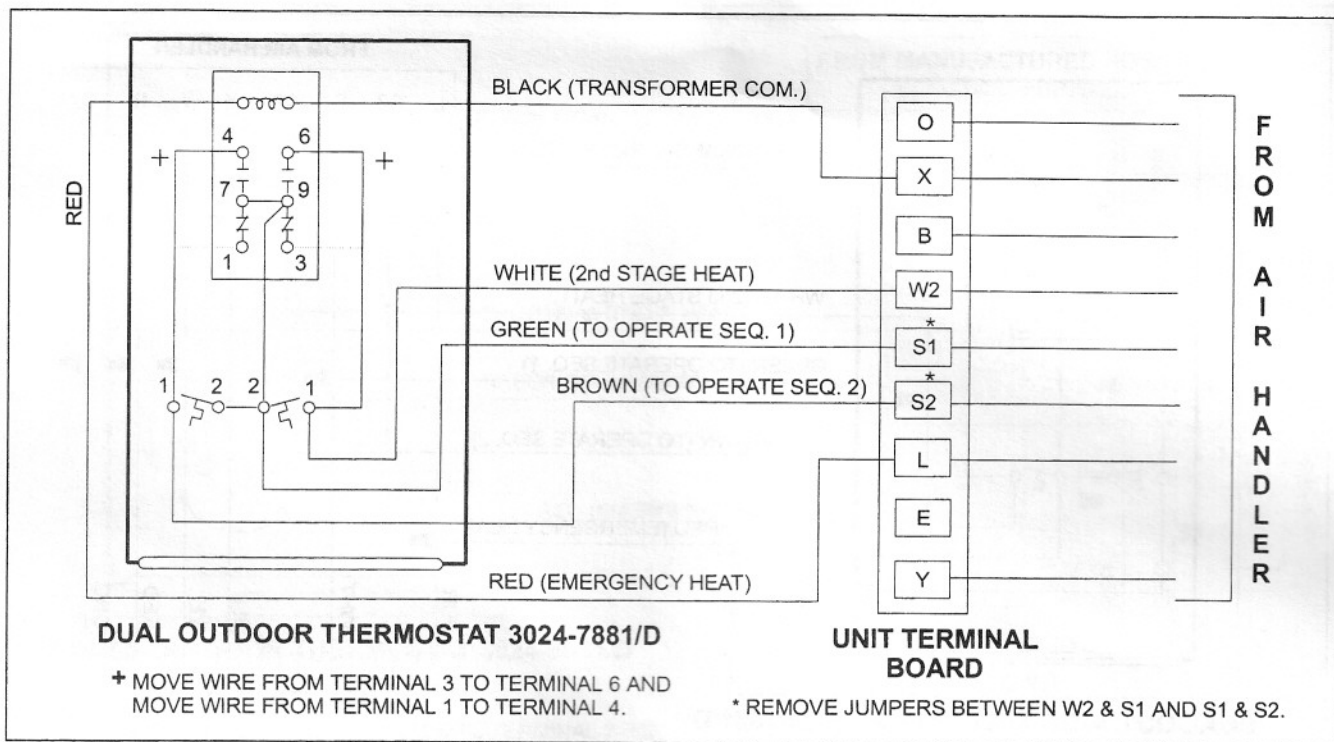 BLACK (TRANSFORMER COM.)
RED
4 6
+ +
7 9
1 3
WHITE (2nd STAGE HEAT)
GREEN (TO OPERATE SEQ. 1)
BROWN (TO OPERATE SEQ. 2)
1 2 2 1
RED (EMERGENCY HEAT)
O
X
B
W2
*
S1
*
S2
L
E
Y
FROM AIR HANDLER
DUAL OUTDOOR THERMOSTAT 3024-7881/D
UNIT TERMINAL
BOARD
+ MOVE WIRE FROM TERMINAL 3 TO TERMINAL 6 AND
MOVE WIRE FROM TERMINAL 1 TO TERMINAL 4.
* REMOVE JUMPERS BETWEEN W2 & S1 AND S1 & S2.